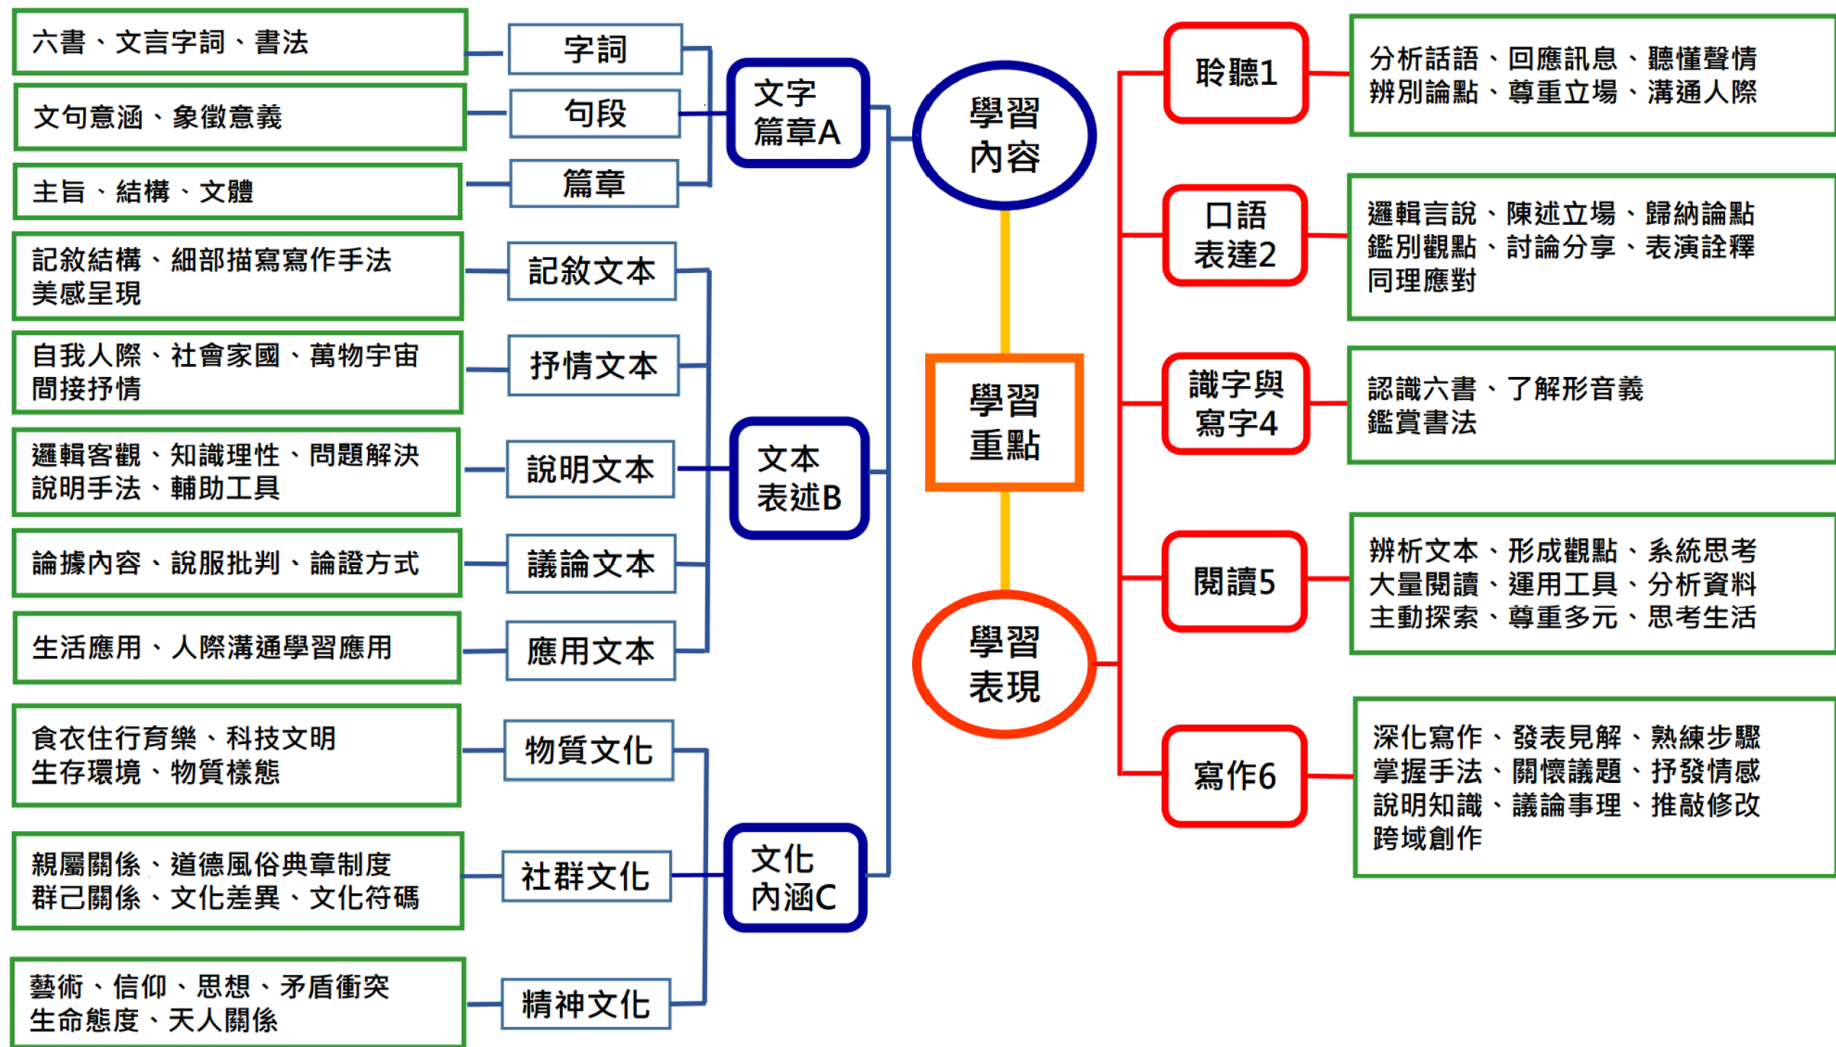 學習
重點
學習
內容
文字
篇章A
字詞
六書、文言字詞、書法
句段
文句意涵、象徵意義
篇章
主旨、結構、文體
文本
表述B
記敘文本
記敘結構、細部描寫寫作手法
美感呈現
抒情文本
自我人際、社會家國、萬物宇宙
間接抒情
說明文本
邏輯客觀、知識理性、問題解決
說明手法、輔助工具
議論文本
論據內容、說服批判、論證方式
應用文本
生活應用、人際溝通學習應用
文化
內涵C
物質文化
食衣住行育樂、科技文明
生存環境、物質樣態
社群文化
親屬關係、道德風俗典章制度
群己關係、文化差異、文化符碼
精神文化
藝術、信仰、思想、矛盾衝突
生命態度、天人關係
學習
表現
聆聽1
分析話語、回應訊息、聽懂聲情
辨別論點、尊重立場、溝通人際
口語
表達2
邏輯言說、陳述立場、歸納論點
鑑別觀點、討論分享、表演詮釋
同理應對
識字與
寫字4
認識六書、了解形音義
鑑賞書法
閱讀5
辨析文本、形成觀點、系統思考
大量閱讀、運用工具、分析資料
主動探索、尊重多元、思考生活
寫作6
深化寫作、發表見解、熟練步驟
掌握手法、關懷議題、抒發情感
說明知識、議論事理、推敲修改
跨域創作